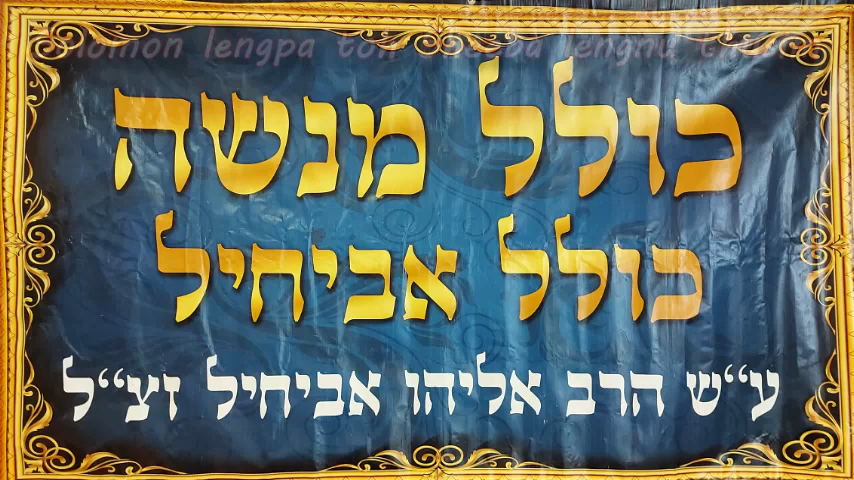 כולל מנשה
כולל אביחיל
ע״ש הרב אליהו אביחיל זצ״ל